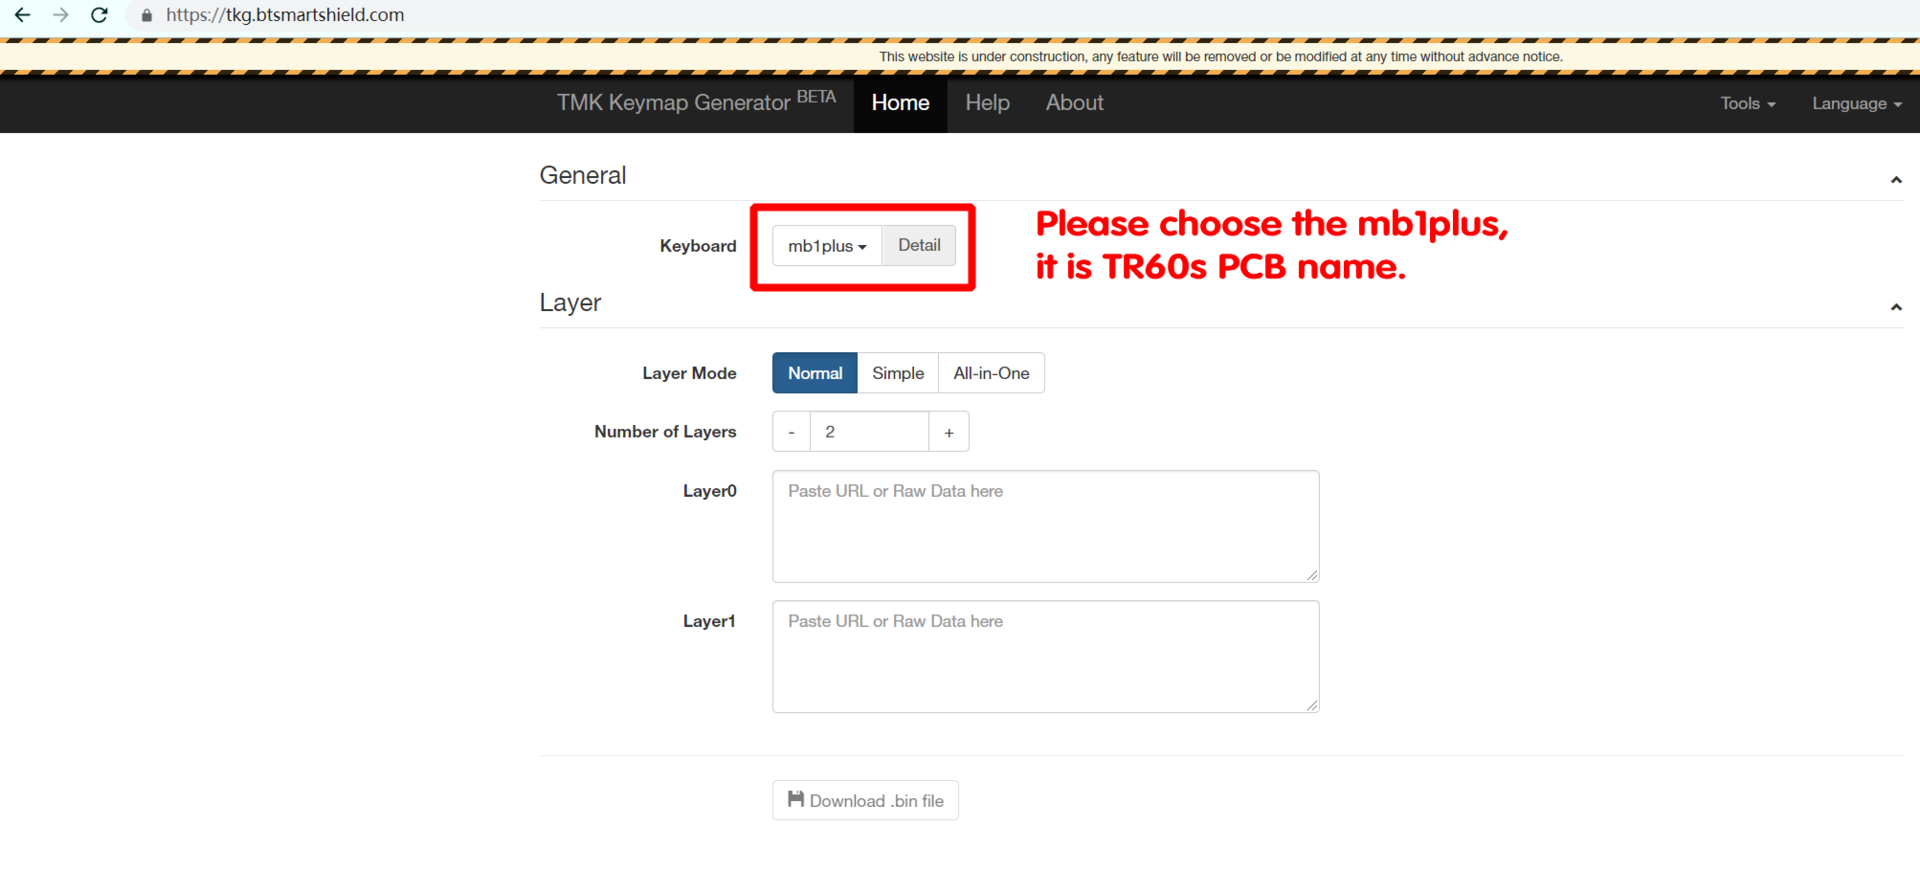 https://tkg.btsmartshield.com
This website is under construction, any feature will be removed or be modified at any time without advance notice.
TMK Keymap Generator BETA Home Help About Tools Language
General
Keyboard mb1plus Detail
Please choose the mb1plus,
it is TR60s PCB name.
Layer
Layer Mode Normal Simple All-in-One
Number of Layers - 2 +
Layer0 Paste URL or Raw Data here
Layer1 Paste URL or Raw Data here
Download .bin file